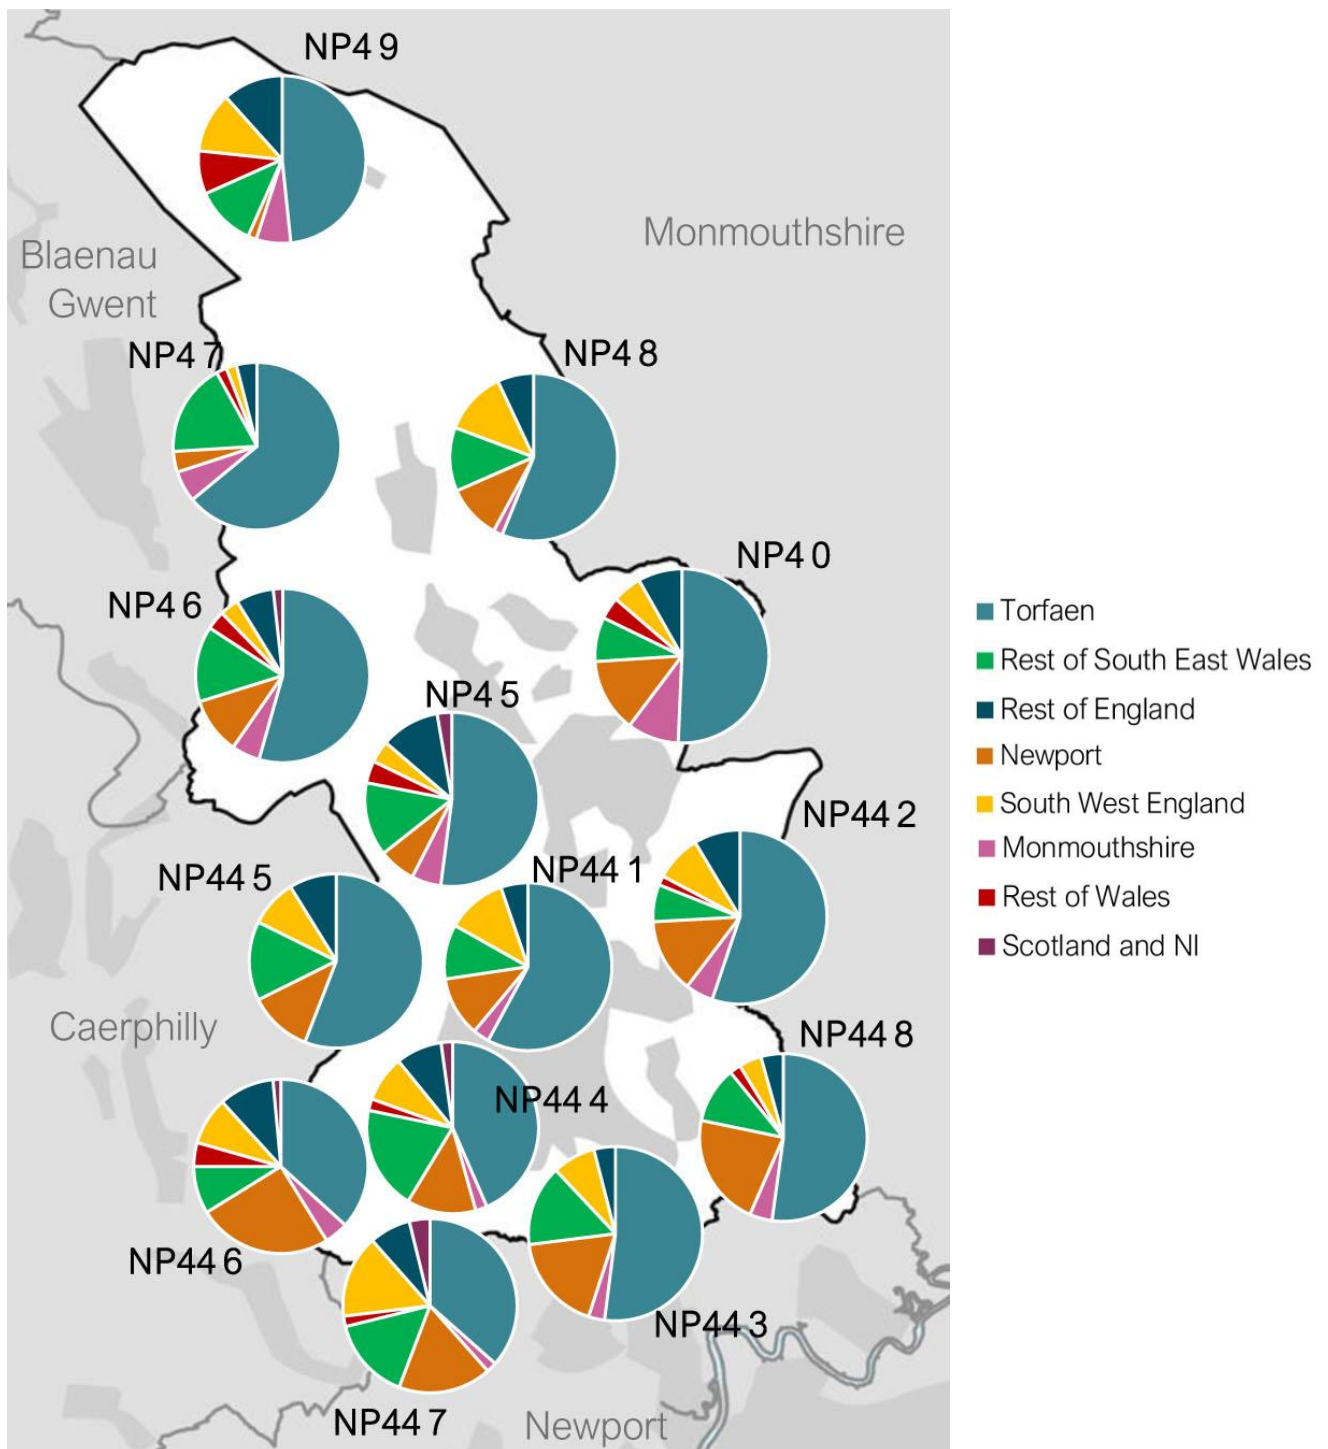 NP4 9
Monmouthshire
Blaenau
Gwent
NP4 7
NP4 8
NP4 0
NP4 6
NP4 5
NP44 2
NP44 1
NP44 5
Caerphilly
NP44 8
NP44 4
NP44 6
NP44 3
NP44 7
Newport
Torfaen
Rest of South East Wales
Rest of England
Newport
South West England
Monmouthshire
Rest of Wales
Scotland and NI